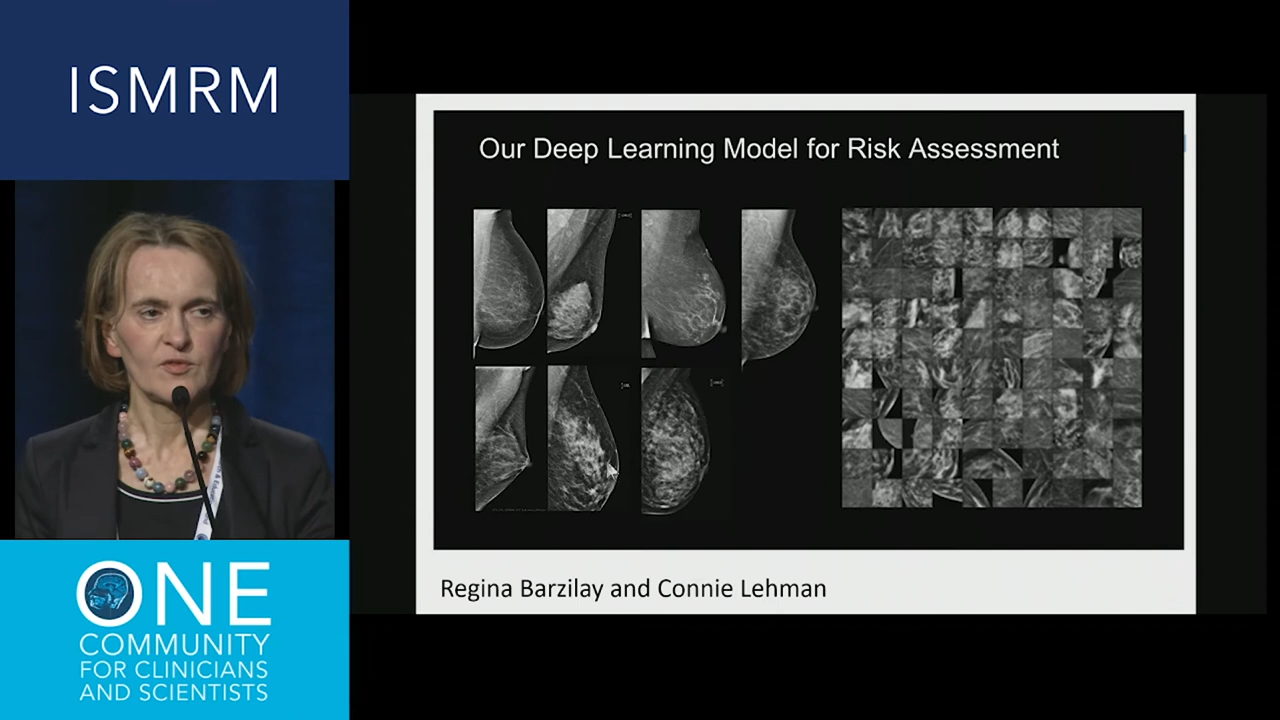 ISMRM
ONE
COMMUNITY
FOR CLINICIANS
AND SCIENTISTS
Our Deep Learning Model for Risk Assessment
Regina Barzilay and Connie Lehman